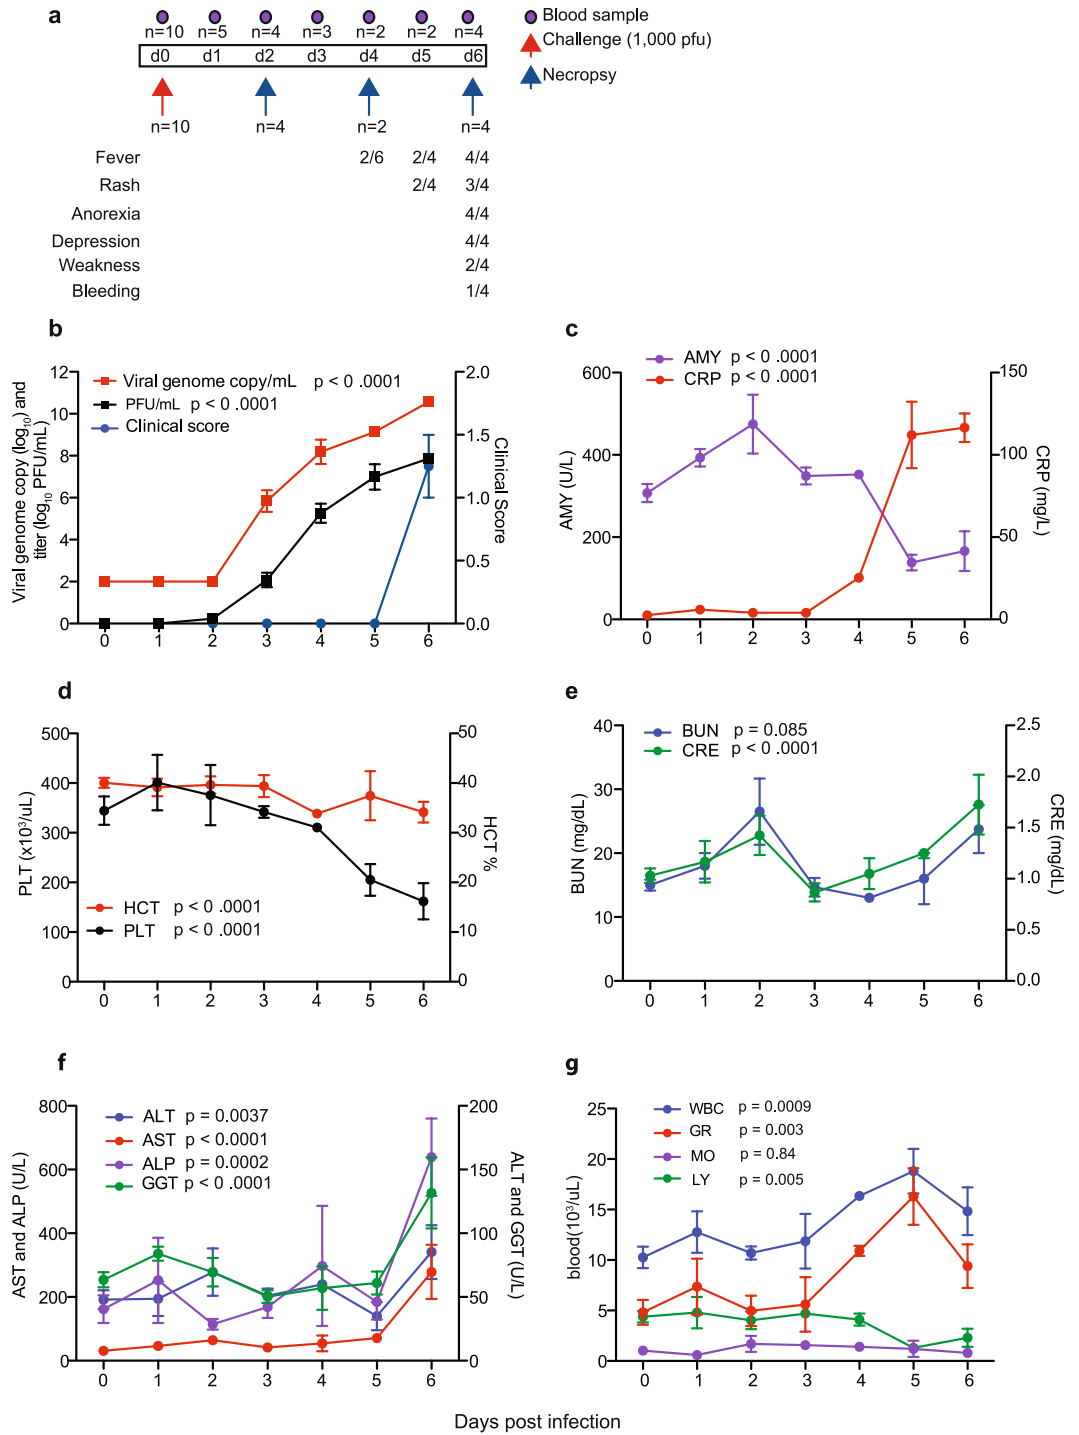 a
n=10 n=5 n=4 n=3 n=2 n=2 n=4
d0 d1 d2 d3 d4 d5 d6
n=10 n=4 n=2 n=4
Blood sample
Challenge (1,000 pfu)
Necropsy
Fever 2/6 2/4 4/4
Rash 2/4 3/4
Anorexia 4/4
Depression 4/4
Weakness 2/4
Bleeding 1/4
b
Viral genome copy/mL p < 0 .0001
PFU/mL p < 0 .0001
Clinical score
Viral genome copy (log10) and
titer (log10 PFU/mL)
12
10
8
6
4
2
0
2.0
1.5
1.0
0.5
0.0
Clinical Score
0 1 2 3 4 5 6
c
AMY p < 0 .0001
CRP p < 0 .0001
AMY (U/L)
600
400
200
0
150
100
50
0
CRP (mg/L)
0 1 2 3 4 5 6
d
PLT (x10³/uL)
500
400
300
200
100
0
50
40
30
20
10
0
HCT %
HCT p < 0 .0001
PLT p < 0 .0001
0 1 2 3 4 5 6
e
BUN p = 0.085
CRE p < 0 .0001
BUN (mg/dL)
40
30
20
10
0
2.5
2.0
1.5
1.0
0.5
0.0
CRE (mg/dL)
0 1 2 3 4 5 6
f
ALT p = 0.0037
AST p < 0.0001
ALP p = 0.0002
GGT p < 0 .0001
AST and ALP (U/L)
800
600
400
200
0
200
150
100
50
0
ALT and GGT (U/L)
0 1 2 3 4 5 6
g
WBC p = 0.0009
GR p = 0.003
MO p = 0.84
LY p = 0.005
blood(10³/uL)
25
20
15
10
5
0
0 1 2 3 4 5 6
Days post infection